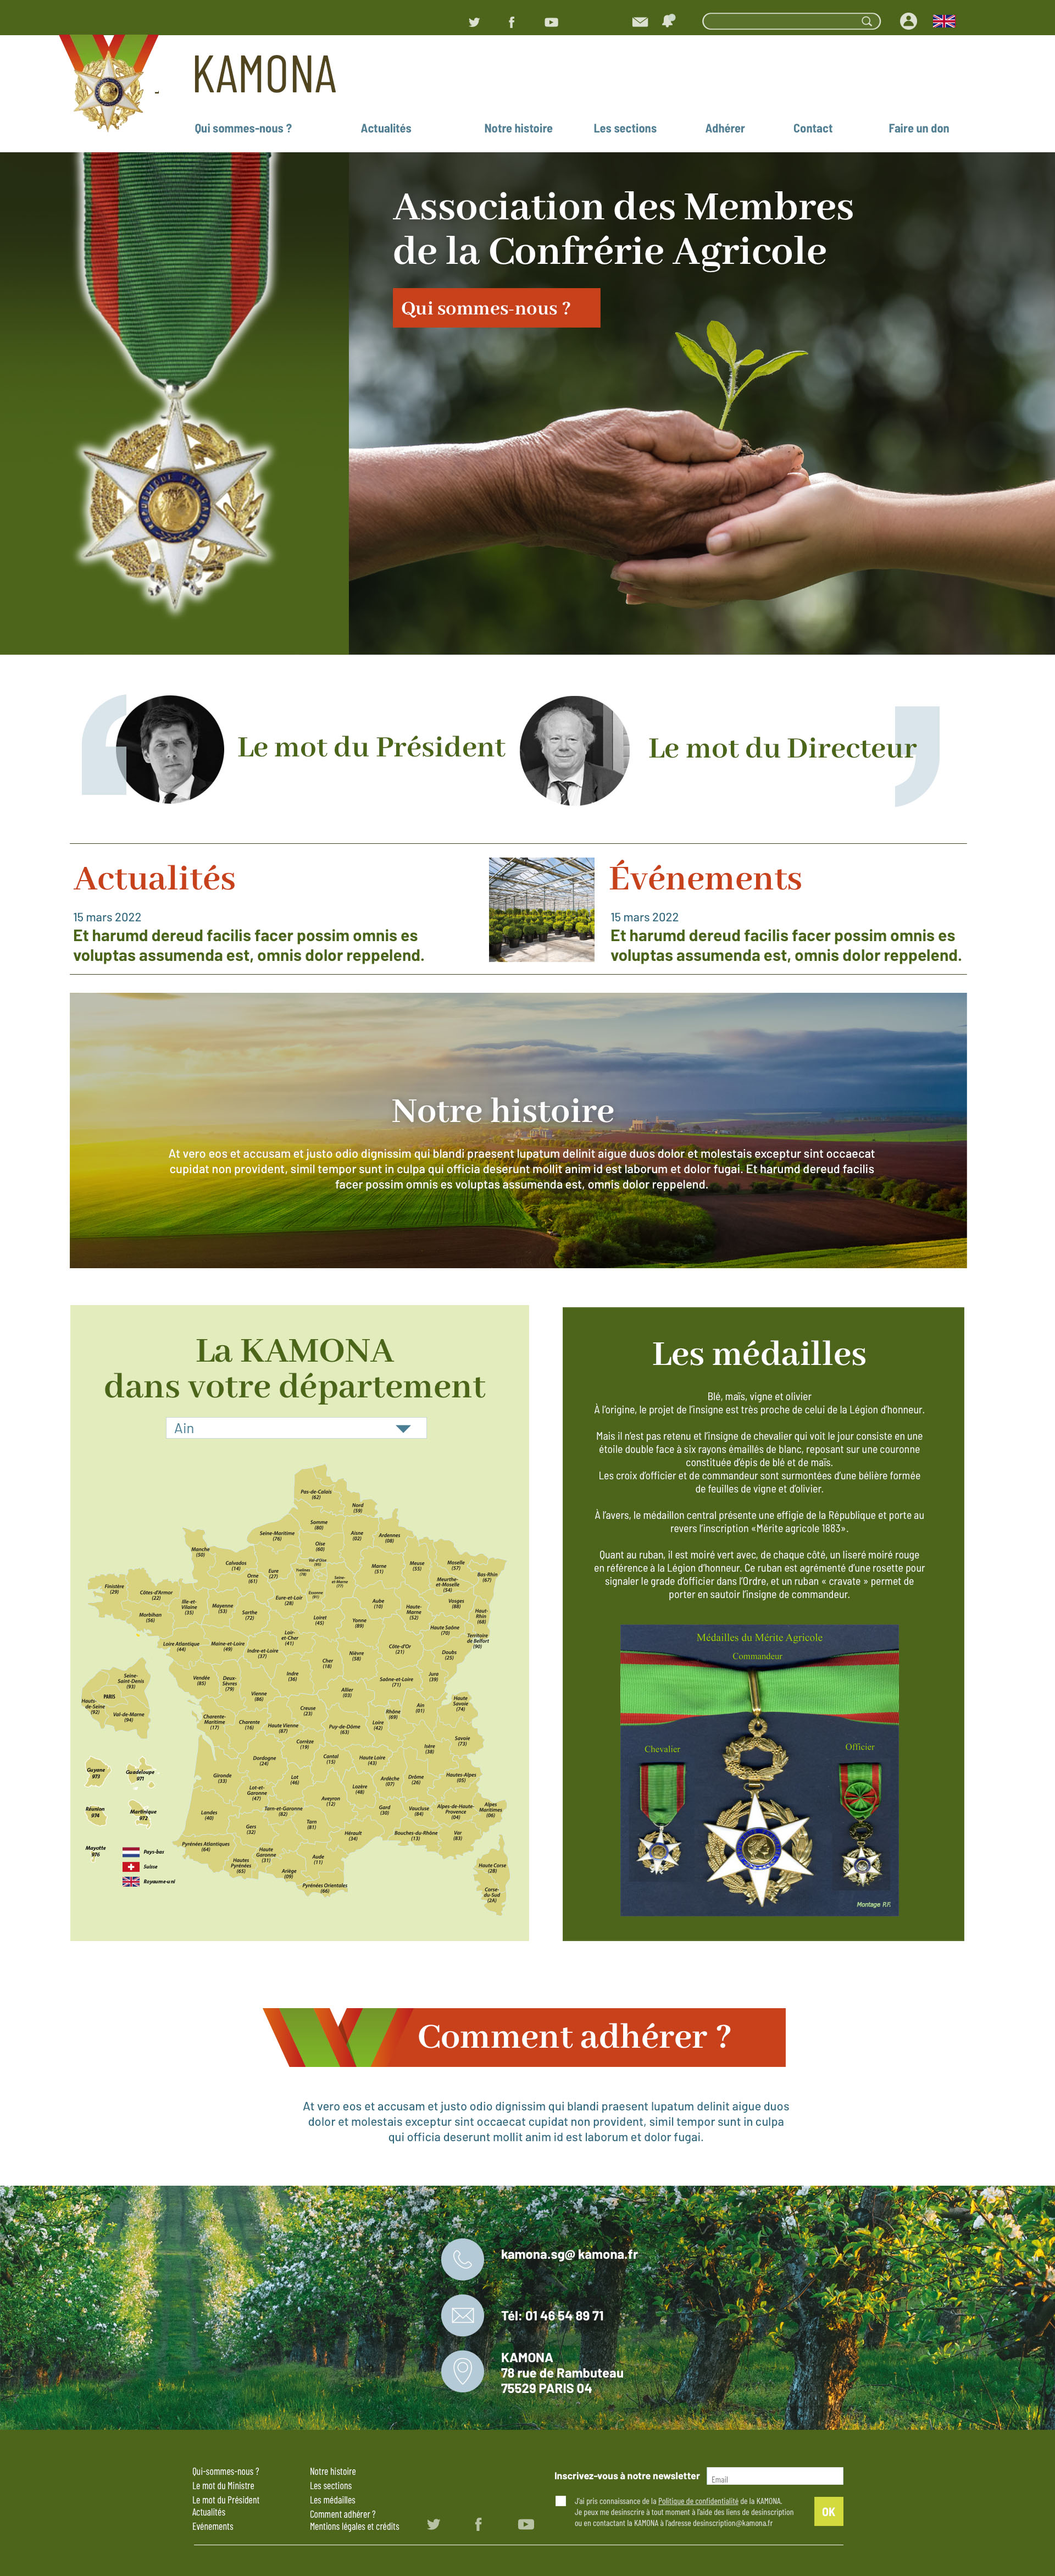 KAMONA
Qui sommes-nous ?
Actualités
Notre histoire
Les sections
Adhérer
Contact
Faire un don
Association des Membres
de la Confrérie Agricole
Qui sommes-nous ?
RÉPUBLIQUE FRANÇAISE
Le mot du Président
Le mot du Directeur
Actualités
15 mars 2022
Et harumd dereud facilis facer possim omnis es
voluptas assumenda est, omnis dolor reppelend.
Événements
15 mars 2022
Et harumd dereud facilis facer possim omnis es
voluptas assumenda est, omnis dolor reppelend.
Notre histoire
At vero eos et accusam et justo odio dignissim qui blandi praesent lupatum delinit aigue duos dolor et molestais exceptur sint occaecat
cupidat non provident, simil tempor sunt in culpa qui officia deserunt mollit anim id est laborum et dolor fugai. Et harumd dereud facilis
facer possim omnis es voluptas assumenda est, omnis dolor reppelend.
La KAMONA
dans votre département
Ain
Pas-de-Calais
(62)
Nord
(59)
Somme
(80)
Seine-Maritime
(76)
Aisne
(02)
Ardennes
(08)
Oise
(60)
Manche
(50)
Calvados
(14)
Eure
(27)
Orne
(61)
Val-d'Oise
(95)
Yvelines
(78)
Seine-
et-Marne
(77)
Essonne
(91)
Marne
(51)
Meuse
(55)
Moselle
(57)
Meurthe-
et-Moselle
(54)
Bas-Rhin
(67)
Finistère
(29)
Côtes-d'Armor
(22)
Morbihan
(56)
Ille-et-
Vilaine
(35)
Mayenne
(53)
Sarthe
(72)
Eure-et-Loir
(28)
Loiret
(45)
Aube
(10)
Yonne
(89)
Haute-
Marne
(52)
Vosges
(88)
Haut-
Rhin
(68)
Haute Saône
(70)
Territoire
de Belfort
(90)
Loire Atlantique
(44)
Maine-et-Loire
(49)
Indre-et-Loire
(37)
Loir-
et-Cher
(41)
Cher
(18)
Nièvre
(58)
Côte-d'Or
(21)
Doubs
(25)
Jura
(39)
Saône-et-Loire
(71)
Vendée
(85)
Deux-
Sèvres
(79)
Vienne
(86)
Indre
(36)
Allier
(03)
Seine-
Saint-Denis
(93)
PARIS
Hauts-
de-Seine
(92)
Val-de-Marne
(94)
Charente-
Maritime
(17)
Charente
(16)
Haute Vienne
(87)
Creuse
(23)
Puy-de-Dôme
(63)
Loire
(42)
Rhône
(69)
Ain
(01)
Haute
Savoie
(74)
Savoie
(73)
Isère
(38)
Corrèze
(19)
Dordogne
(24)
Cantal
(15)
Haute Loire
(43)
Gironde
(33)
Lot
(46)
Lot-et-
Garonne
(47)
Aveyron
(12)
Lozère
(48)
Ardèche
(07)
Drôme
(26)
Hautes-Alpes
(05)
Guyane
973
Guadeloupe
971
Réunion
974
Martinique
972
Mayotte
976
Landes
(40)
Tarn-et-Garonne
(82)
Tarn
(81)
Gers
(32)
Gard
(30)
Vaucluse
(84)
Alpes-de-Haute-
Provence
(04)
Alpes
Maritimes
(06)
Hérault
(34)
Bouches-du-Rhône
(13)
Var
(83)
Pyrénées Atlantiques
(64)
Hautes
Pyrénées
(65)
Haute
Garonne
(31)
Ariège
(09)
Aude
(11)
Pyrénées Orientales
(66)
Haute Corse
(2B)
Corse-
du-Sud
(2A)
Pays-bas
Suisse
Royaume-uni
Les médailles
Blé, maïs, vigne et olivier
À l'origine, le projet de l'insigne est très proche de celui de la Légion d'honneur.
Mais il n'est pas retenu et l'insigne de chevalier qui voit le jour consiste en une
étoile double face à six rayons émaillés de blanc, reposant sur une couronne
constituée d'épis de blé et de maïs.
Les croix d'officier et de commandeur sont surmontées d'une bélière formée
de feuilles de vigne et d'olivier.
À l'avers, le médaillon central présente une effigie de la République et porte au
revers l'inscription «Mérite agricole 1883».
Quant au ruban, il est moiré vert avec, de chaque côté, un liseré moiré rouge
en référence à la Légion d'honneur. Ce ruban est agrémenté d'une rosette pour
signaler le grade d'officier dans l'Ordre, et un ruban « cravate » permet de
porter en sautoir l'insigne de commandeur.
Médailles du Mérite Agricole
Commandeur
Chevalier
Officier
Montage P.F.
Comment adhérer ?
At vero eos et accusam et justo odio dignissim qui blandi praesent lupatum delinit aigue duos
dolor et molestais exceptur sint occaecat cupidat non provident, simil tempor sunt in culpa
qui officia deserunt mollit anim id est laborum et dolor fugai.
kamona.sg@ kamona.fr
Tél: 01 46 54 89 71
KAMONA
78 rue de Rambuteau
75529 PARIS 04
Qui-sommes-nous ?
Le mot du Ministre
Le mot du Président
Actualités
Evénements
Notre histoire
Les sections
Les médailles
Comment adhérer ?
Mentions légales et crédits
Inscrivez-vous à notre newsletter
Email
J'ai pris connaissance de la Politique de confidentialité de la KAMONA.
Je peux me desinscrire à tout moment à l'aide des liens de desinscription
ou en contactant la KAMONA à l'adresse desinscription@kamona.fr
OK